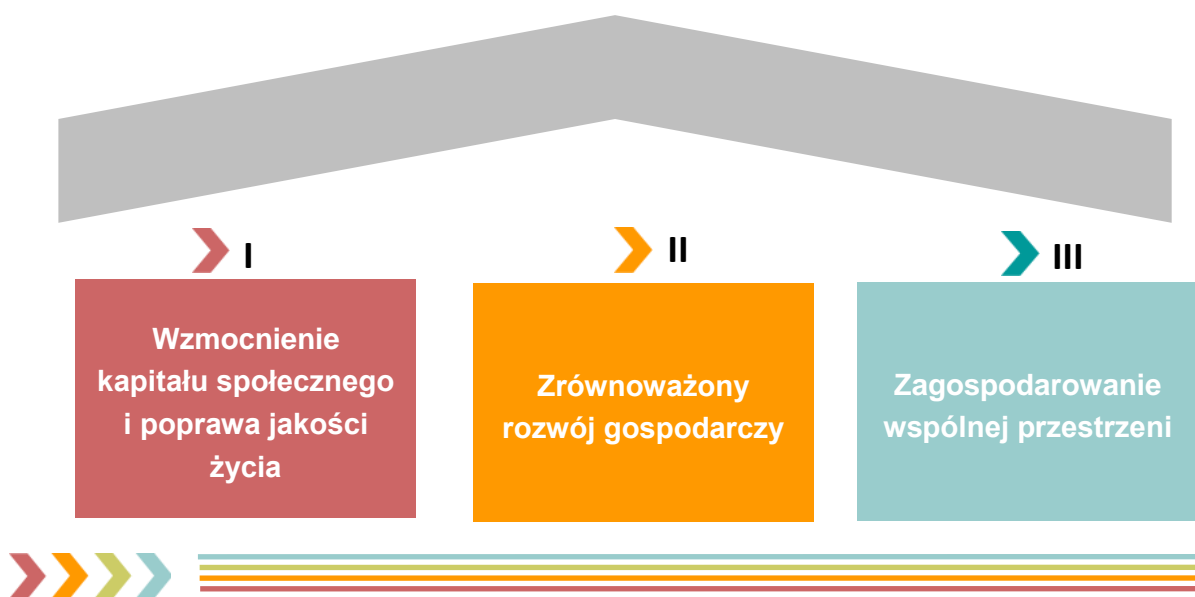 I
II
III
Wzmocnienie
kapitału społecznego
i poprawa jakości
życia
Zrównoważony
rozwój gospodarczy
Zagospodarowanie
wspólnej przestrzeni